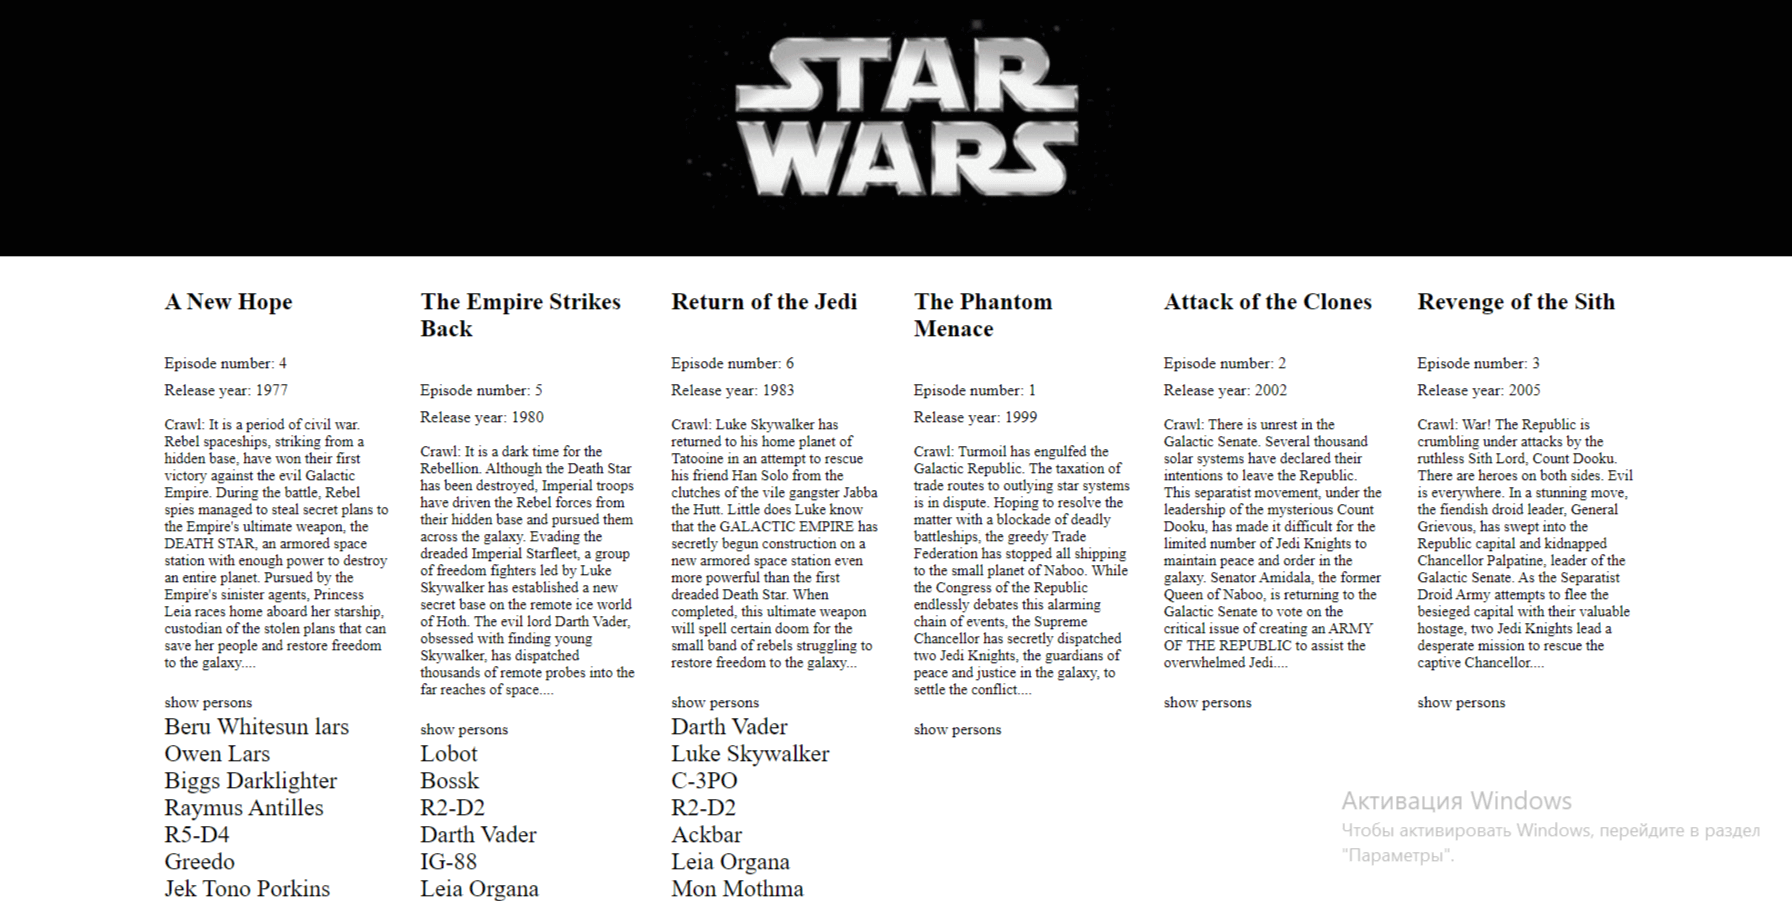 STAR
WARS
A New Hope
Episode number: 4
Release year: 1977
Crawl: It is a period of civil war.
Rebel spaceships, striking from a
hidden base, have won their first
victory against the evil Galactic
Empire. During the battle, Rebel
spies managed to steal secret plans to
the Empire's ultimate weapon, the
DEATH STAR, an armored space
station with enough power to destroy
an entire planet. Pursued by the
Empire's sinister agents, Princess
Leia races home aboard her starship,
custodian of the stolen plans that can
save her people and restore freedom
to the galaxy....
show persons
Beru Whitesun lars
Owen Lars
Biggs Darklighter
Raymus Antilles
R5-D4
Greedo
Jek Tono Porkins
The Empire Strikes
Back
Episode number: 5
Release year: 1980
Crawl: It is a dark time for the
Rebellion. Although the Death Star
has been destroyed, Imperial troops
have driven the Rebel forces from
their hidden base and pursued them
across the galaxy. Evading the
dreaded Imperial Starfleet, a group
of freedom fighters led by Luke
Skywalker has established a new
secret base on the remote ice world
of Hoth. The evil lord Darth Vader,
obsessed with finding young
Skywalker, has dispatched
thousands of remote probes into the
far reaches of space....
show persons
Lobot
Bossk
R2-D2
Darth Vader
IG-88
Leia Organa
Return of the Jedi
Episode number: 6
Release year: 1983
Crawl: Luke Skywalker has
returned to his home planet of
Tatooine in an attempt to rescue
his friend Han Solo from the
clutches of the vile gangster Jabba
the Hutt. Little does Luke know
that the GALACTIC EMPIRE has
secretly begun construction on a
new armored space station even
more powerful than the first
dreaded Death Star. When
completed, this ultimate weapon
will spell certain doom for the
small band of rebels struggling to
restore freedom to the galaxy...
show persons
Darth Vader
Luke Skywalker
C-3PO
R2-D2
Ackbar
Leia Organa
Mon Mothma
The Phantom
Menace
Episode number: 1
Release year: 1999
Crawl: Turmoil has engulfed the
Galactic Republic. The taxation of
trade routes to outlying star systems
is in dispute. Hoping to resolve the
matter with a blockade of deadly
battleships, the greedy Trade
Federation has stopped all shipping
to the small planet of Naboo. While
the Congress of the Republic
endlessly debates this alarming
chain of events, the Supreme
Chancellor has secretly dispatched
two Jedi Knights, the guardians of
peace and justice in the galaxy, to
settle the conflict....
show persons
Attack of the Clones
Episode number: 2
Release year: 2002
Crawl: There is unrest in the
Galactic Senate. Several thousand
solar systems have declared their
intentions to leave the Republic.
This separatist movement, under the
leadership of the mysterious Count
Dooku, has made it difficult for the
limited number of Jedi Knights to
maintain peace and order in the
galaxy. Senator Amidala, the former
Queen of Naboo, is returning to the
Galactic Senate to vote on the
critical issue of creating an ARMY
OF THE REPUBLIC to assist the
overwhelmed Jedi....
show persons
Revenge of the Sith
Episode number: 3
Release year: 2005
Crawl: War! The Republic is
crumbling under attacks by the
ruthless Sith Lord, Count Dooku.
There are heroes on both sides. Evil
is everywhere. In a stunning move,
the fiendish droid leader, General
Grievous, has swept into the
Republic capital and kidnapped
Chancellor Palpatine, leader of the
Galactic Senate. As the Separatist
Droid Army attempts to flee the
besieged capital with their valuable
hostage, two Jedi Knights lead a
desperate mission to rescue the
captive Chancellor....
show persons
Активация Windows
Чтобы активировать Windows, перейдите в раздел
"Параметры".